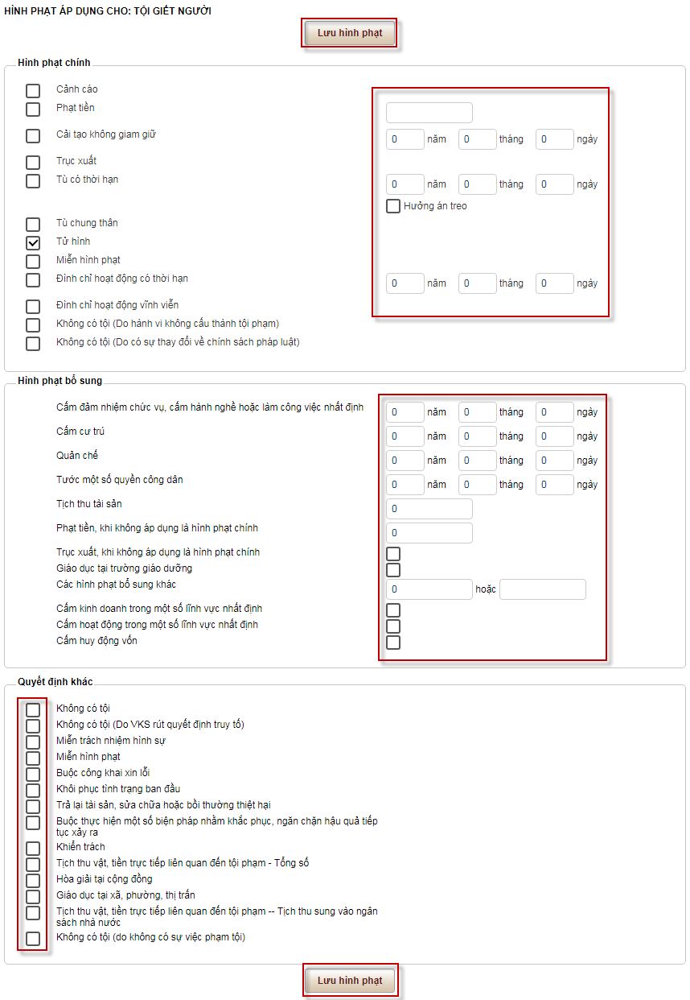 HÌNH PHẠT ÁP DỤNG CHO: TỘI GIẾT NGƯỜI
Lưu hình phạt
Hình phạt chính
Cảnh cáo
Phạt tiền
Cải tạo không giam giữ 0 năm 0 tháng 0 ngày
Trục xuất
Tù có thời hạn 0 năm 0 tháng 0 ngày
Hưởng án treo
Tù chung thân
Tử hình
Miễn hình phạt
Đình chỉ hoạt động có thời hạn 0 năm 0 tháng 0 ngày
Đình chỉ hoạt động vĩnh viễn
Không có tội (Do hành vi không cấu thành tội phạm)
Không có tội (Do có sự thay đổi về chính sách pháp luật)
Hình phạt bổ sung
Cấm đảm nhiệm chức vụ, cấm hành nghề hoặc làm công việc nhất định 0 năm 0 tháng 0 ngày
Cấm cư trú 0 năm 0 tháng 0 ngày
Quản chế 0 năm 0 tháng 0 ngày
Tước một số quyền công dân 0 năm 0 tháng 0 ngày
Tịch thu tài sản 0
Phạt tiền, khi không áp dụng là hình phạt chính 0
Trục xuất, khi không áp dụng là hình phạt chính
Giáo dục tại trường giáo dưỡng
Các hình phạt bổ sung khác 0 hoặc
Cấm kinh doanh trong một số lĩnh vực nhất định
Cấm hoạt động trong một số lĩnh vực nhất định
Cấm huy động vốn
Quyết định khác
Không có tội
Không có tội (Do VKS rút quyết định truy tố)
Miễn trách nhiệm hình sự
Miễn hình phạt
Buộc công khai xin lỗi
Khôi phục tình trạng ban đầu
Trả lại tài sản, sửa chữa hoặc bồi thường thiệt hại
Buộc thực hiện một số biện pháp nhằm khắc phục, ngăn chặn hậu quả tiếp
tục xảy ra
Khiển trách
Tịch thu vật, tiền trực tiếp liên quan đến tội phạm - Tổng số
Hòa giải tại cộng đồng
Giáo dục tại xã, phường, thị trấn
Tịch thu vật, tiền trực tiếp liên quan đến tội phạm -- Tịch thu sung vào ngân
sách nhà nước
Không có tội (do không có sự việc phạm tội)
Lưu hình phạt